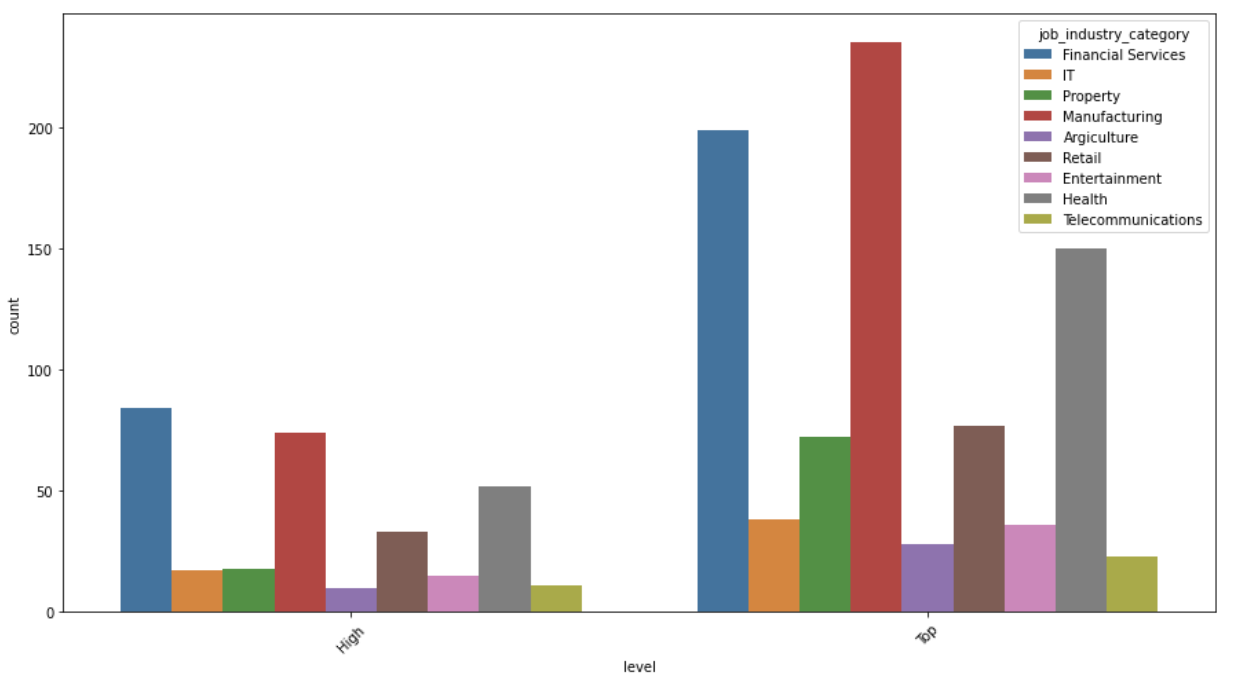 job_industry_category
Financial Services
IT
Property
Manufacturing
Argiculture
Retail
Entertainment
Health
Telecommunications
200
150
100
50
0
count
High
Top
level